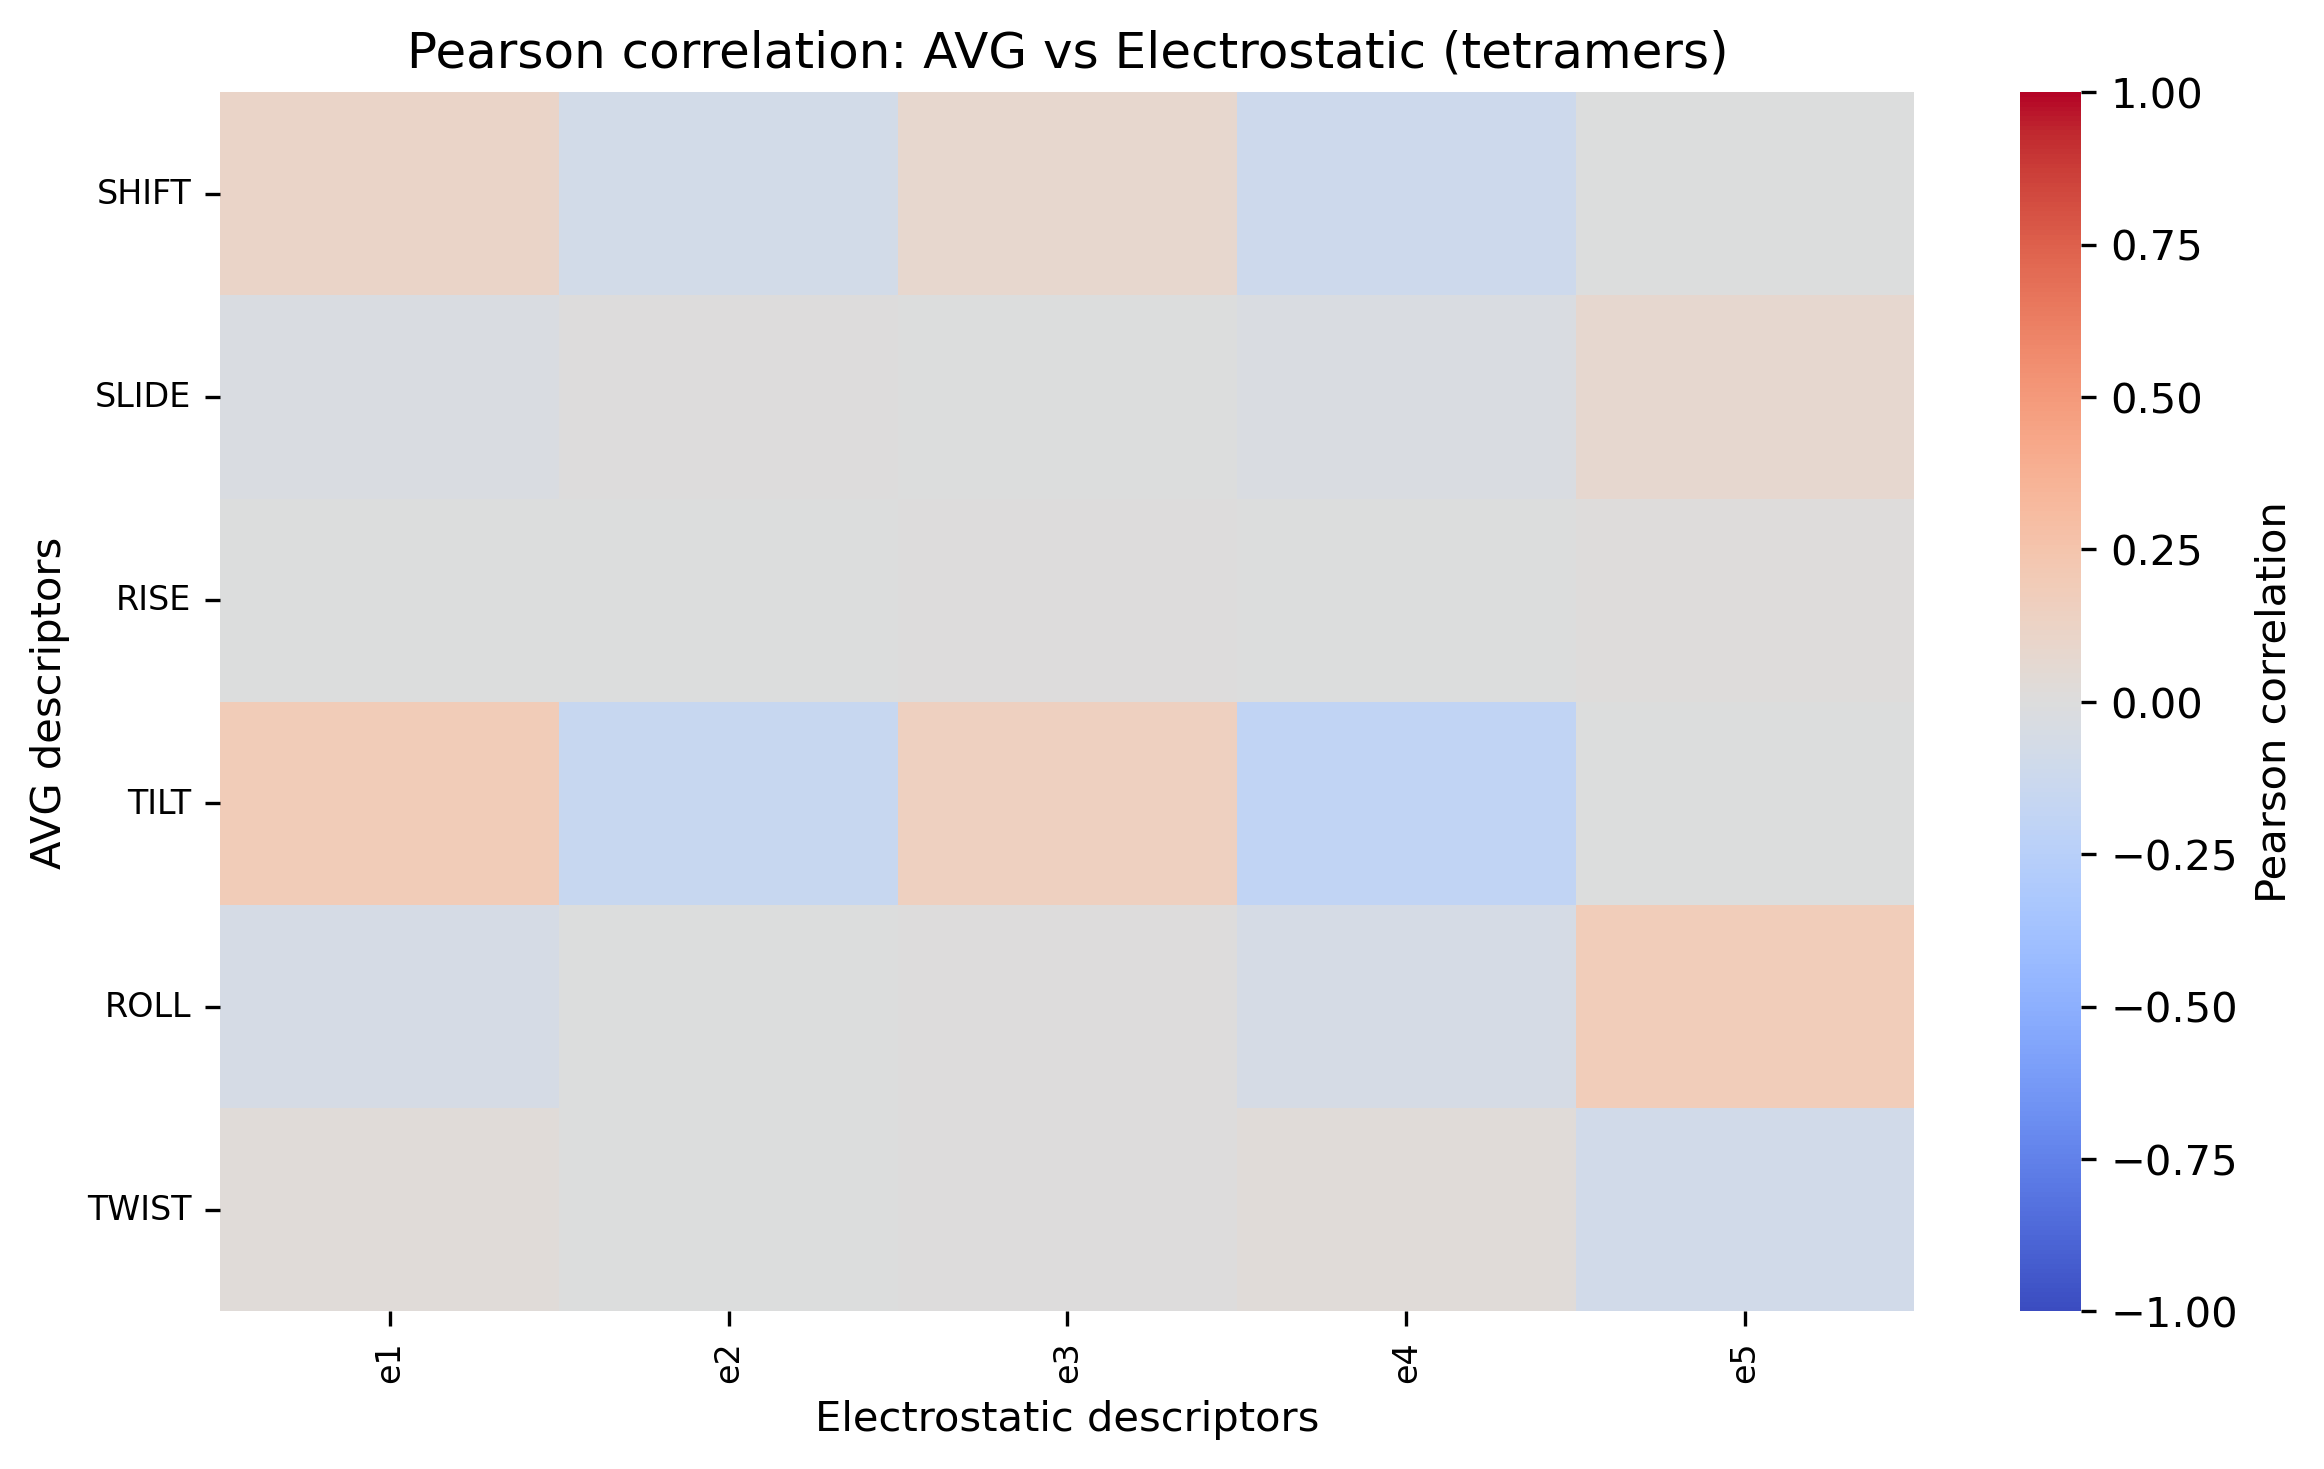 Pearson correlation: AVG vs Electrostatic (tetramers)
AVG descriptors
SHIFT
SLIDE
RISE
TILT
ROLL
TWIST
e1
e2
e3
e4
e5
Electrostatic descriptors
1.00
0.75
0.50
0.25
0.00
−0.25
−0.50
−0.75
−1.00
Pearson correlation